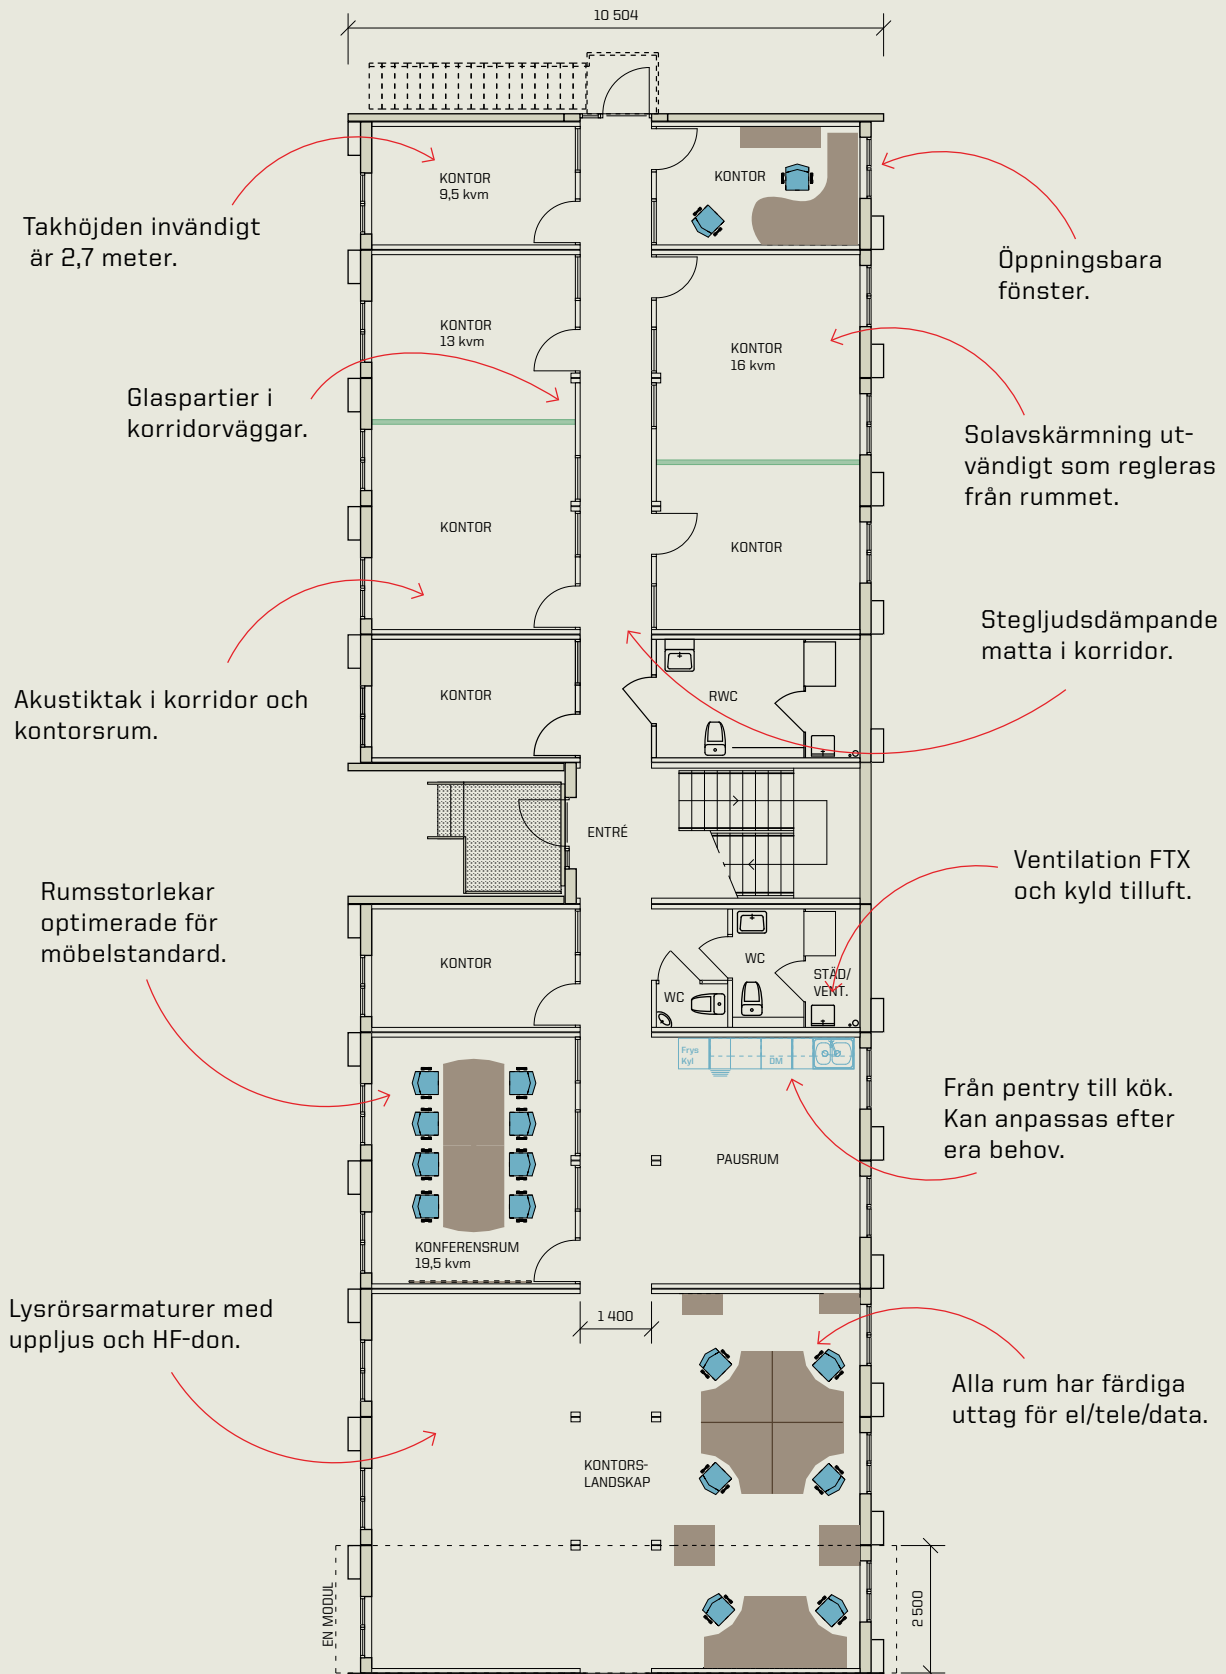 10 504
KONTOR
9,5 kvm
KONTOR
Takhöjden invändigt
är 2,7 meter.
Öppningsbara
fönster.
KONTOR
13 kvm
KONTOR
16 kvm
Glaspartier i
korridorväggar.
Solavskärmning ut-
vändigt som regleras
från rummet.
KONTOR
KONTOR
Stegljudsdämpande
matta i korridor.
Akustiktak i korridor och
kontorsrum.
KONTOR
RWC
ENTRÉ
Ventilation FTX
och kyld tilluft.
Rumsstorlekar
optimerade för
möbelstandard.
KONTOR
WC
WC
STÄD/
VENT.
Frys
Kyl
DM
Från pentry till kök.
Kan anpassas efter
era behov.
PAUSRUM
KONFERENSRUM
19,5 kvm
Lysrörsarmaturer med
uppljus och HF-don.
1 400
Alla rum har färdiga
uttag för el/tele/data.
KONTORS-
LANDSKAP
EN MODUL
2 500